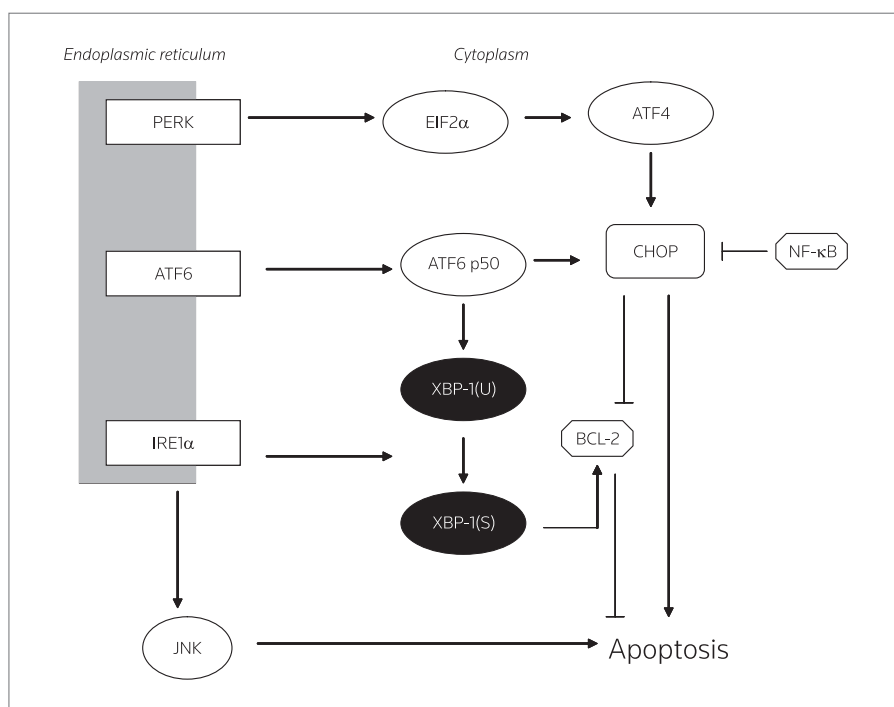 Endoplasmic reticulum
Cytoplasm
PERK
EIF2α
ATF4
ATF6
ATF6 p50
CHOP
NF-κB
XBP-1(U)
IRE1α
BCL-2
XBP-1(S)
JNK
Apoptosis